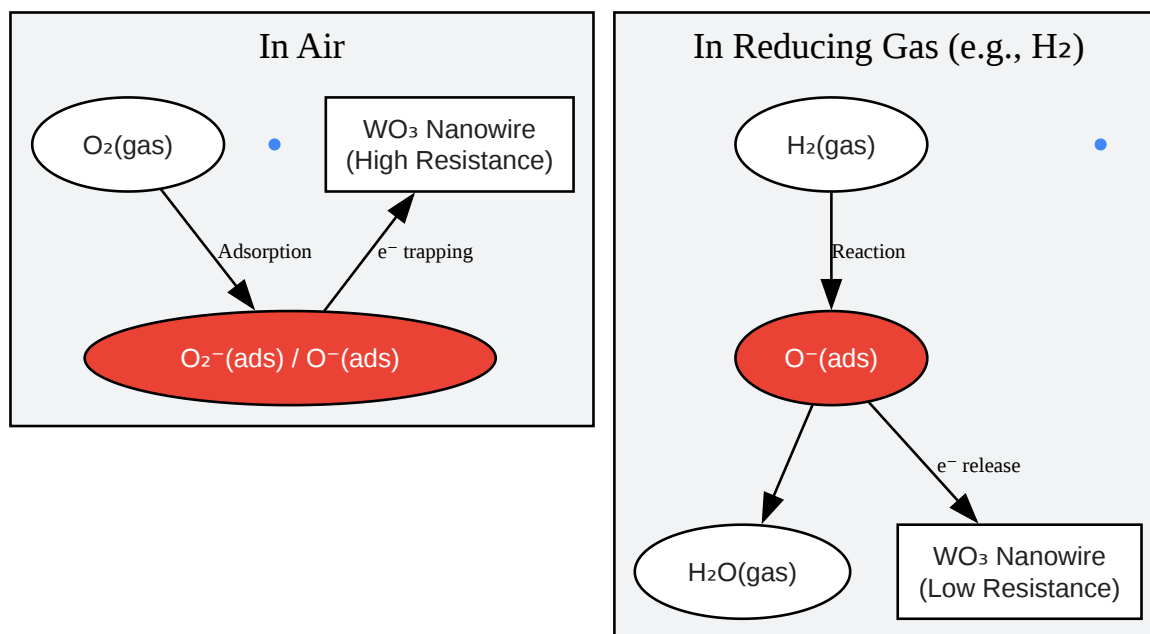 In Air
O₂(gas)
WO₃ Nanowire
(High Resistance)
Adsorption
e⁻ trapping
O₂⁻(ads) / O⁻(ads)
In Reducing Gas (e.g., H₂)
H₂(gas)
Reaction
O⁻(ads)
e⁻ release
H₂O(gas)
WO₃ Nanowire
(Low Resistance)